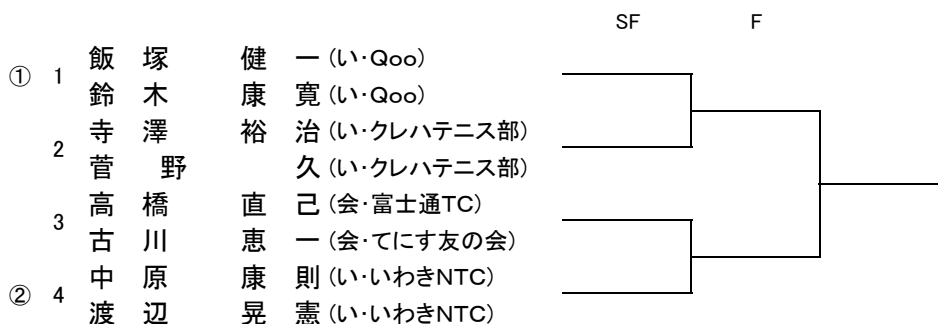 SF F
① 1 飯塚 健一 (い・Qoo)
鈴木 康寛 (い・Qoo)
2 寺澤 裕治 (い・クレハテニス部)
菅野 久 (い・クレハテニス部)
3 高橋 直己 (会・富士通TC)
古川 恵一 (会・てにす友の会)
② 4 中原 康則 (い・いわきNTC)
渡辺 晃憲 (い・いわきNTC)